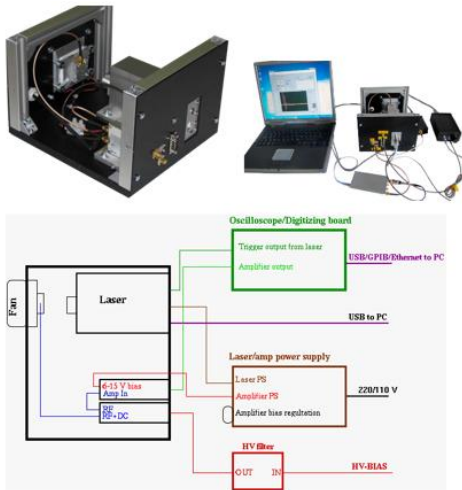 Oscilloscope/Digitizing board
Trigger output from laser
Amplifier output
USB/GPIB/Ethernet to PC
Fan
Laser
USB to PC
Laser/amp power supply
Laser PS
Amplifier PS
Amplifier bias regultation
220/110 V
6-15 V bias
Amp In
RF
RF+DC
HV filter
OUT IN
HV-BIAS